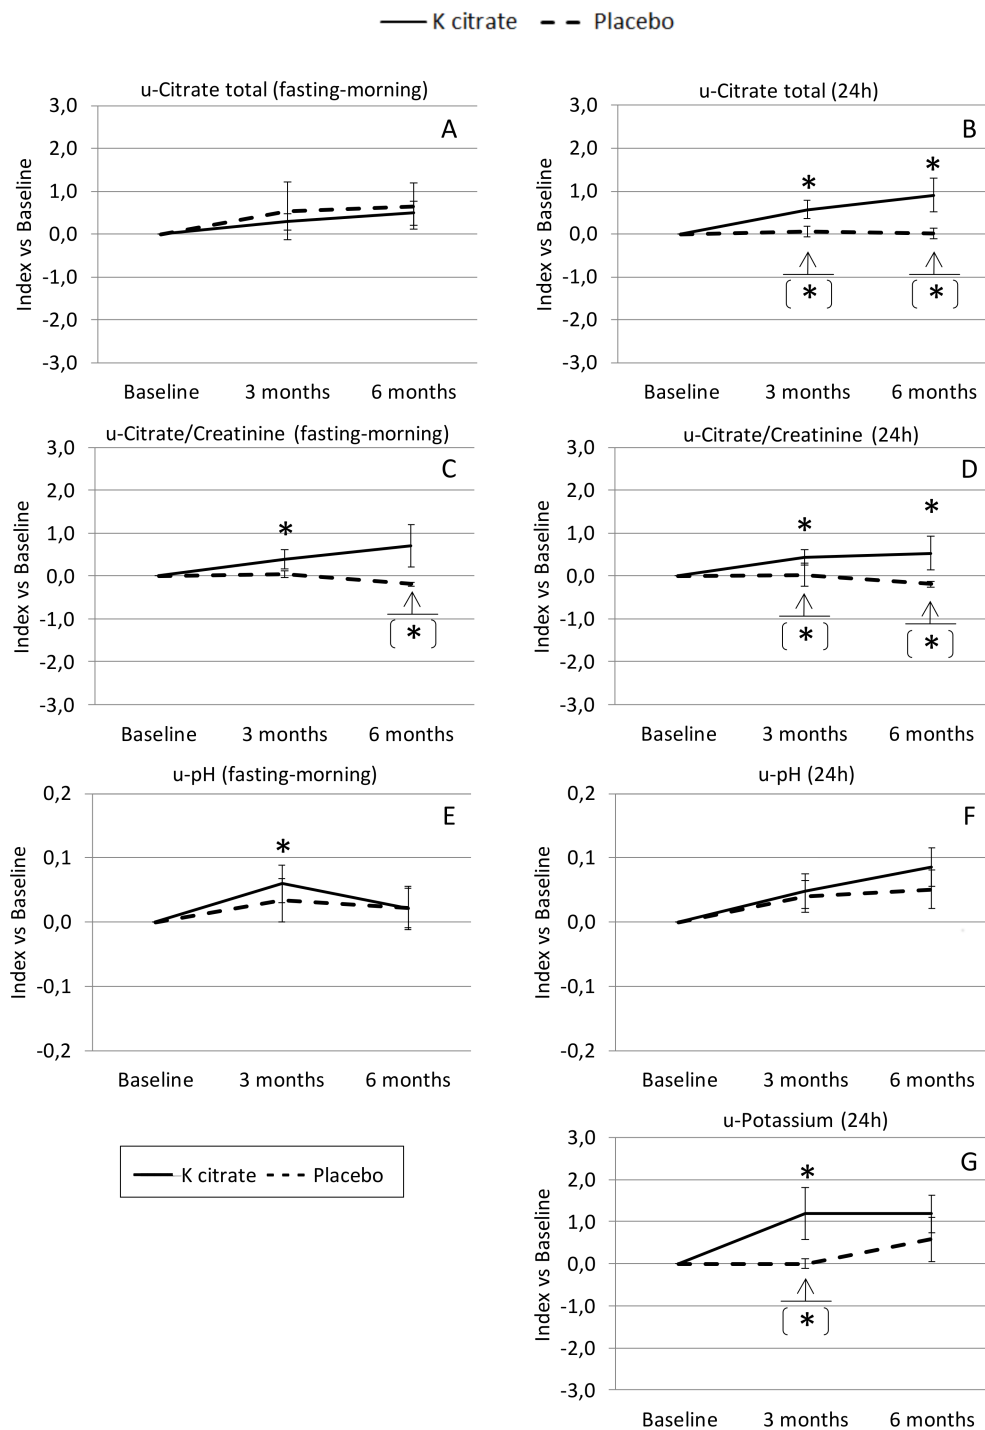 K citrate Placebo
u-Citrate total (fasting-morning)
A
Index vs Baseline
3,0
2,0
1,0
0,0
-1,0
-2,0
-3,0
Baseline 3 months 6 months
u-Citrate total (24h)
B
Index vs Baseline
3,0
2,0
1,0
0,0
-1,0
-2,0
-3,0
* *
[ * ] [ * ]
Baseline 3 months 6 months
u-Citrate/Creatinine (fasting-morning)
C
Index vs Baseline
3,0
2,0
1,0
0,0
-1,0
-2,0
-3,0
*
[ * ]
Baseline 3 months 6 months
u-Citrate/Creatinine (24h)
D
Index vs Baseline
3,0
2,0
1,0
0,0
-1,0
-2,0
-3,0
* *
[ * ] [ * ]
Baseline 3 months 6 months
u-pH (fasting-morning)
E
Index vs Baseline
0,2
0,1
0,0
-0,1
-0,2
*
Baseline 3 months 6 months
u-pH (24h)
F
Index vs Baseline
0,2
0,1
0,0
-0,1
-0,2
Baseline 3 months 6 months
K citrate Placebo
u-Potassium (24h)
G
Index vs Baseline
3,0
2,0
1,0
0,0
-1,0
-2,0
-3,0
*
[ * ]
Baseline 3 months 6 months